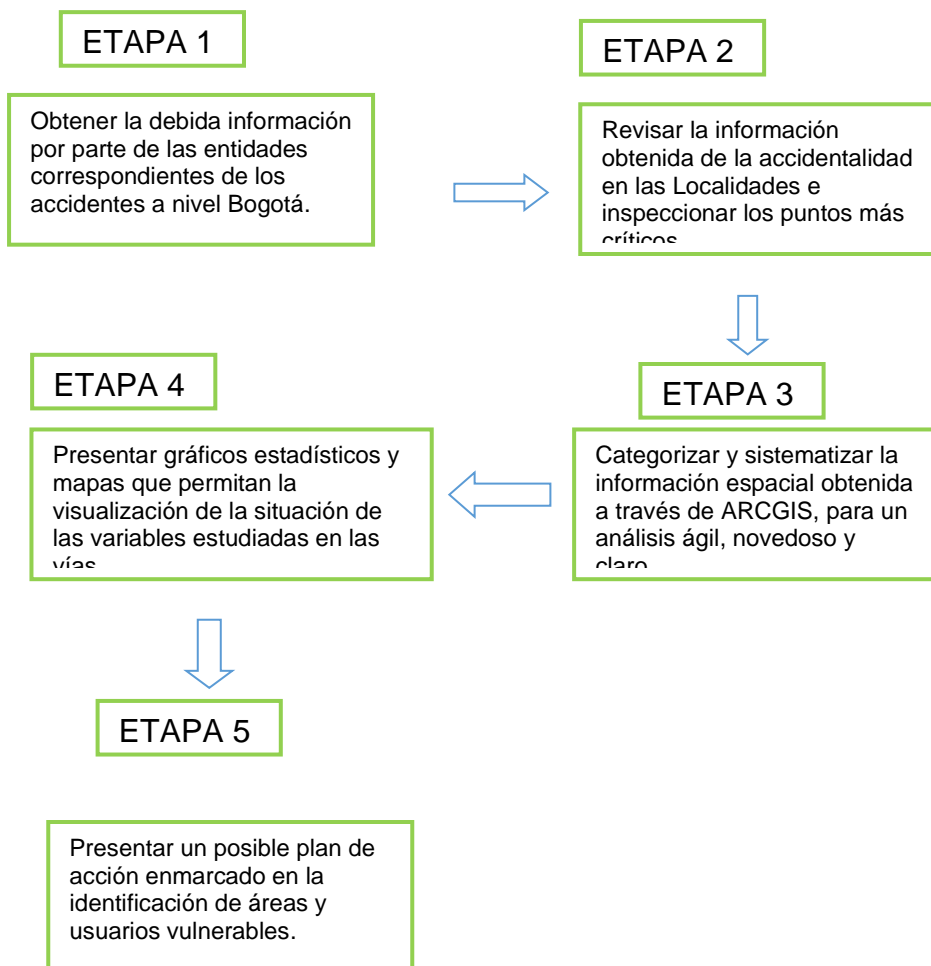 ETAPA 1
Obtener la debida información
por parte de las entidades
correspondientes de los
accidentes a nivel Bogotá.
ETAPA 2
Revisar la información
obtenida de la accidentalidad
en las Localidades e
inspeccionar los puntos más
críticos
ETAPA 3
Categorizar y sistematizar la
información espacial obtenida
a través de ARCGIS, para un
análisis ágil, novedoso y
claro
ETAPA 4
Presentar gráficos estadísticos y
mapas que permitan la
visualización de la situación de
las variables estudiadas en las
vías
ETAPA 5
Presentar un posible plan de
acción enmarcado en la
identificación de áreas y
usuarios vulnerables.